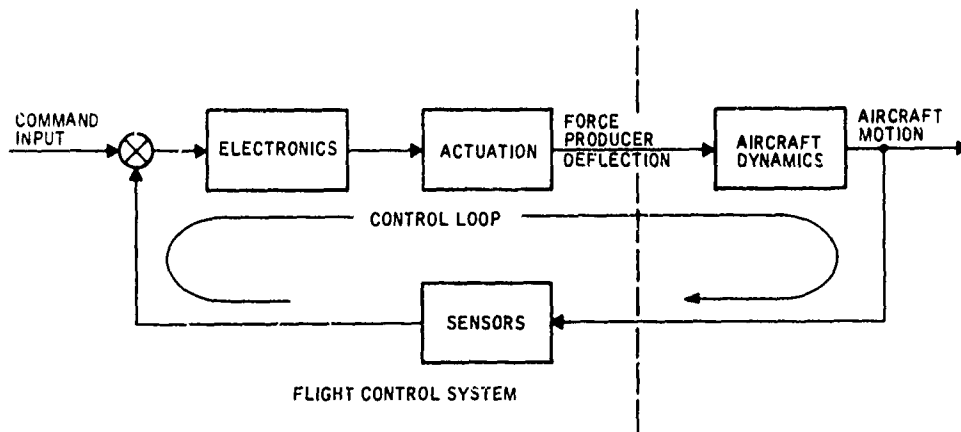 COMMAND
INPUT
ELECTRONICS
ACTUATION
FORCE
PRODUCER
DEFLECTION
AIRCRAFT
DYNAMICS
AIRCRAFT
MOTION
CONTROL LOOP
SENSORS
FLIGHT CONTROL SYSTEM